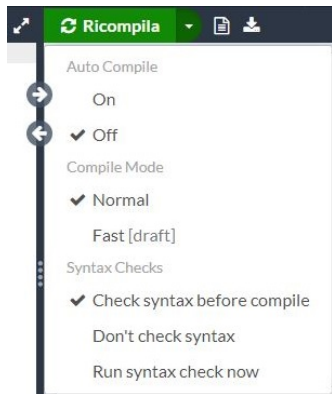 Ricompila
Auto Compile
On
Off
Compile Mode
Normal
Fast [draft]
Syntax Checks
Check syntax before compile
Don't check syntax
Run syntax check now